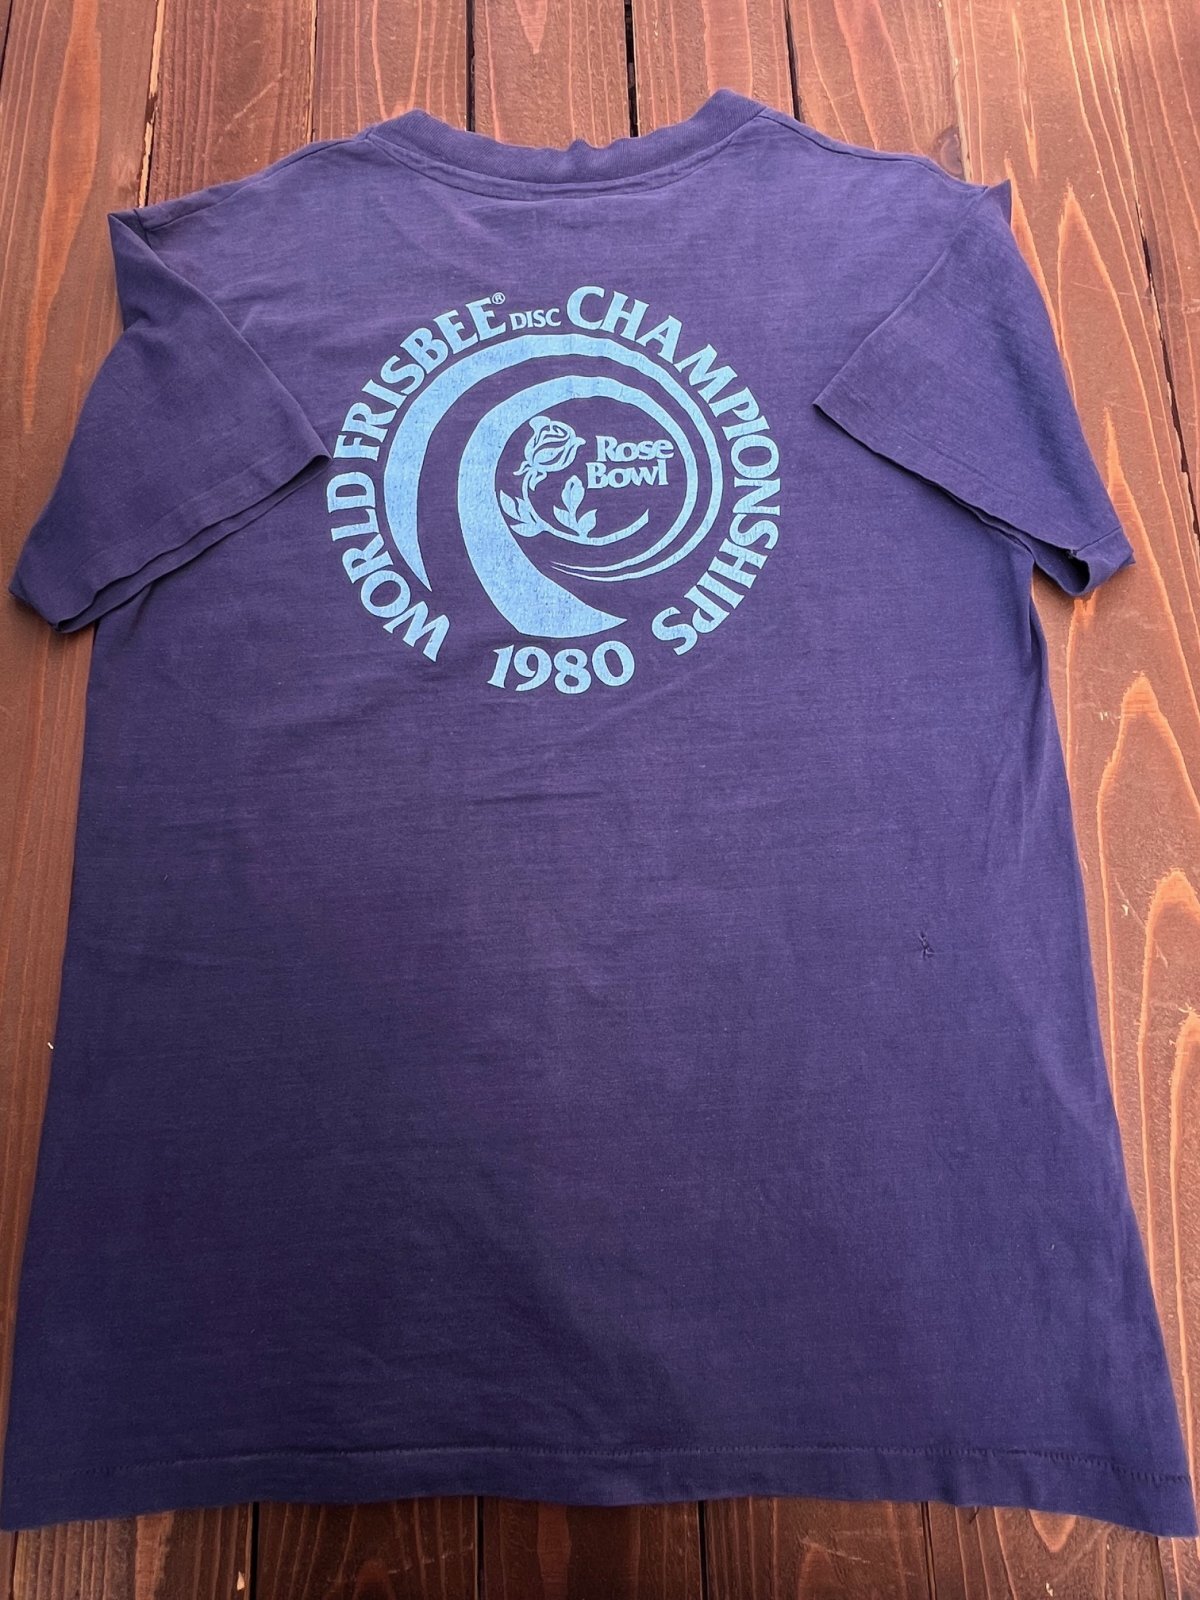 WORLD FRISBEE® DISC CHAMPIONSHIPS
Rose
Bowl
1980